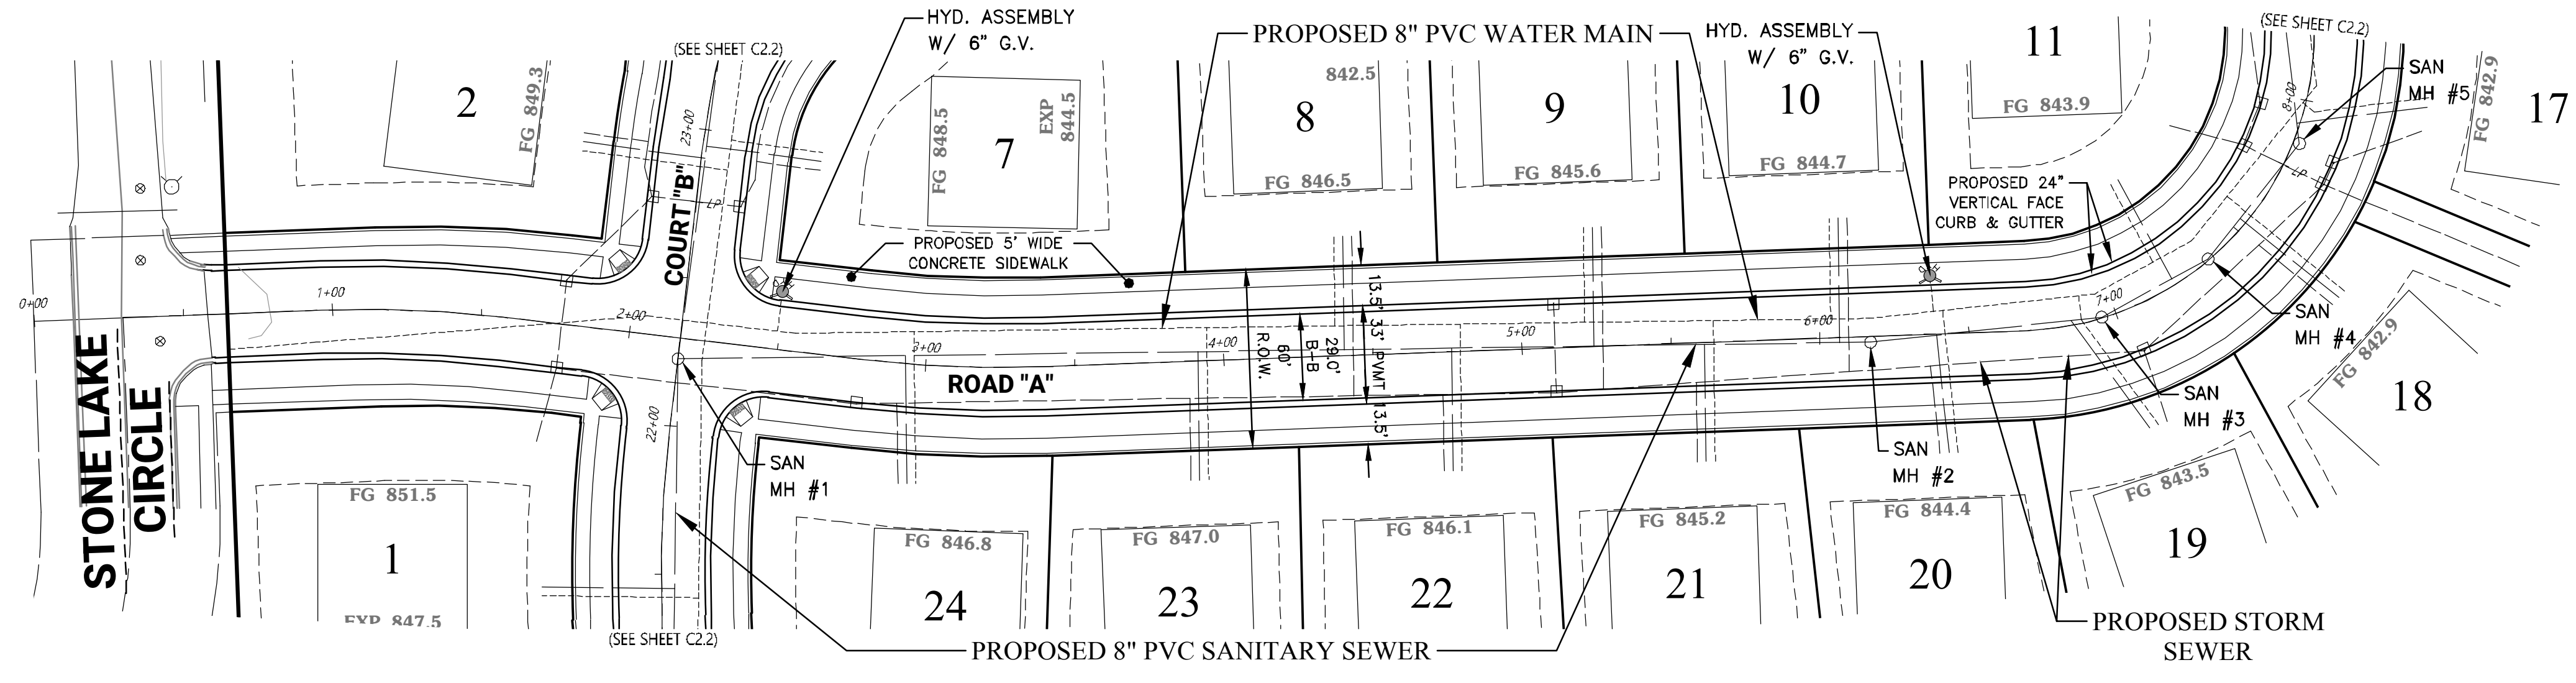 HYD. ASSEMBLY
W/ 6" G.V.
PROPOSED 8" PVC WATER MAIN
HYD. ASSEMBLY
W/ 6" G.V.
(SEE SHEET C2.2)
(SEE SHEET C2.2)
2
FG 849.3
23+00
7
FG 848.5
EXP
844.5
8
842.5
FG 846.5
9
FG 845.6
10
FG 844.7
11
FG 843.9
8+00
SAN
MH #5
FG 842.9
17
LP
LP
COURT "B"
PROPOSED 5' WIDE
CONCRETE SIDEWALK
PROPOSED 24"
VERTICAL FACE
CURB & GUTTER
0+00
1+00
2+00
3+00
4+00
5+00
6+00
7+00
ROAD "A"
60'
R.O.W.
29.0'
B-B
13.5'
33' PVMT
13.5'
STONE LAKE
CIRCLE
22+00
SAN
MH #1
SAN
MH #2
SAN
MH #3
SAN
MH #4
FG 842.9
18
FG 851.5
1
EXP 847.5
FG 846.8
24
FG 847.0
23
FG 846.1
22
FG 845.2
21
FG 844.4
20
FG 843.5
19
(SEE SHEET C2.2)
PROPOSED 8" PVC SANITARY SEWER
PROPOSED STORM
SEWER